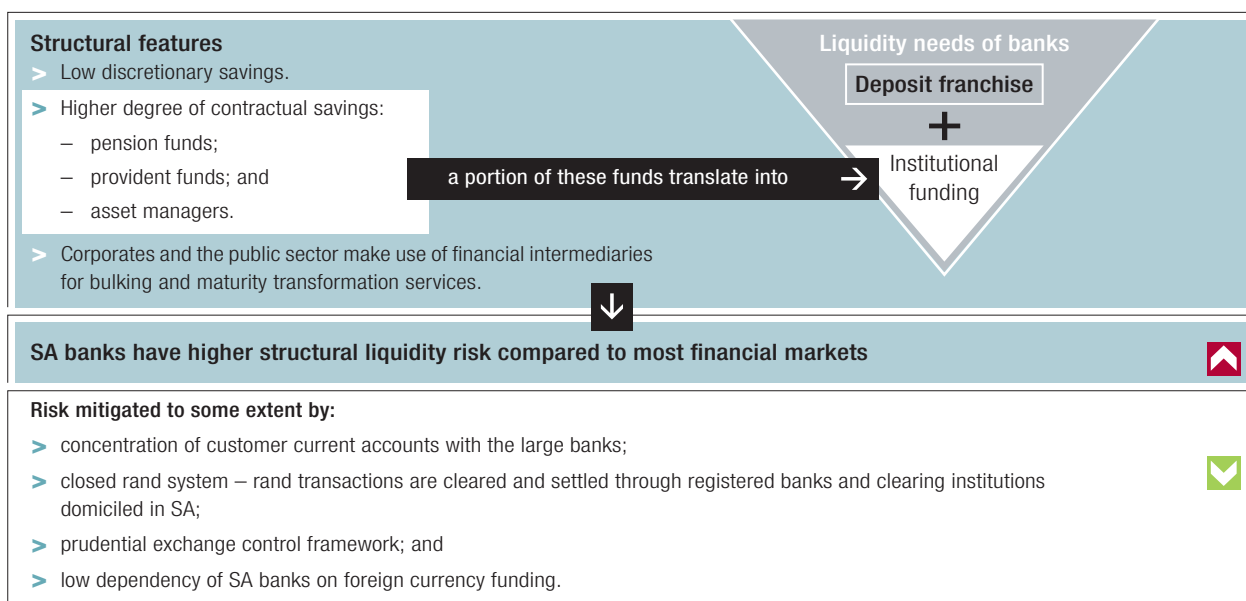 Structural features
> Low discretionary savings.
> Higher degree of contractual savings:
– pension funds;
– provident funds; and
– asset managers.
> Corporates and the public sector make use of financial intermediaries
for bulking and maturity transformation services.
a portion of these funds translate into →
Liquidity needs of banks
Deposit franchise
+
Institutional
funding
SA banks have higher structural liquidity risk compared to most financial markets
Risk mitigated to some extent by:
> concentration of customer current accounts with the large banks;
> closed rand system – rand transactions are cleared and settled through registered banks and clearing institutions
domiciled in SA;
> prudential exchange control framework; and
> low dependency of SA banks on foreign currency funding.